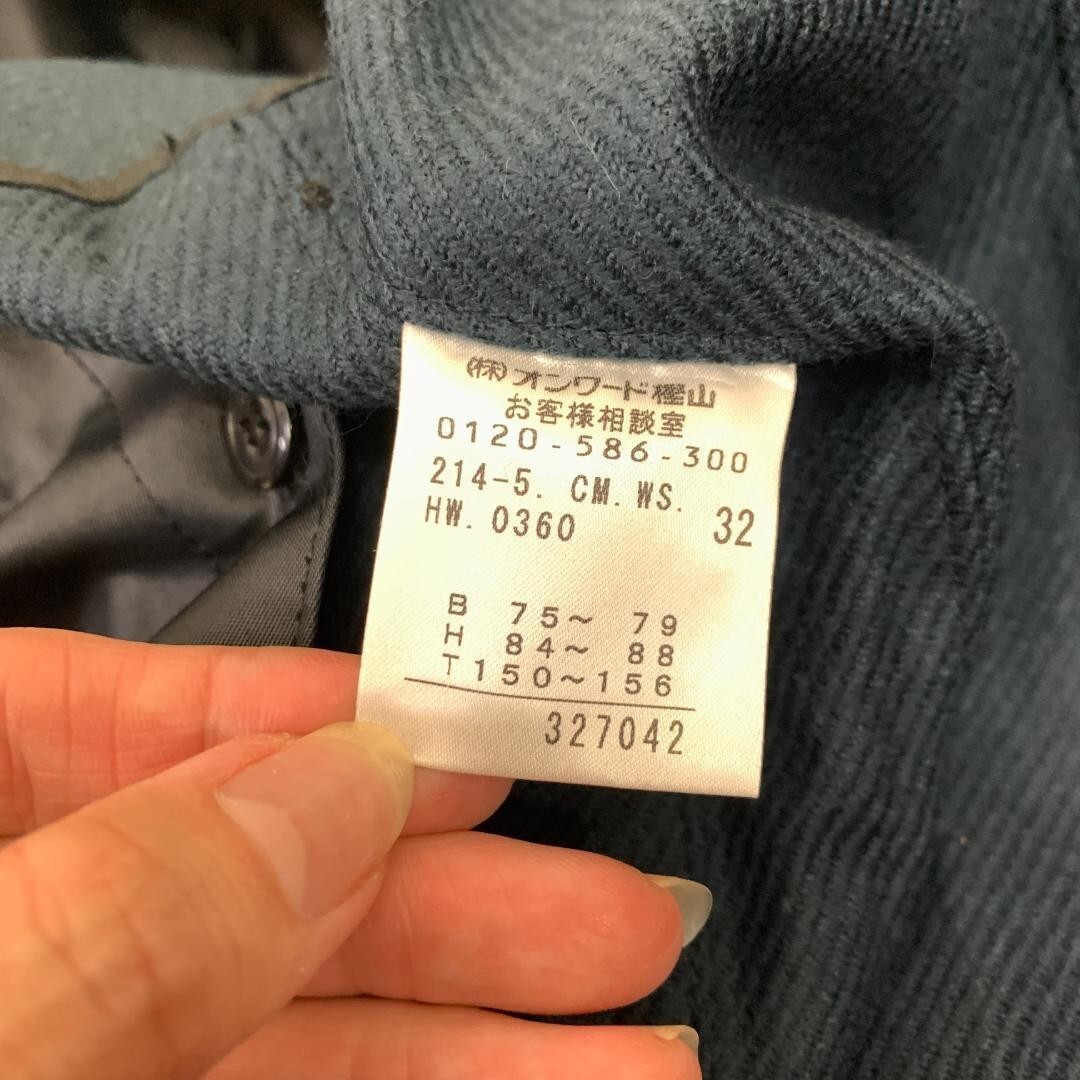 (株)オンワード樫山
お客様相談室
0120-586-300
214-5. CM. WS.
HW. 0360 32
B 75～ 79
H 84～ 88
T150～156
327042